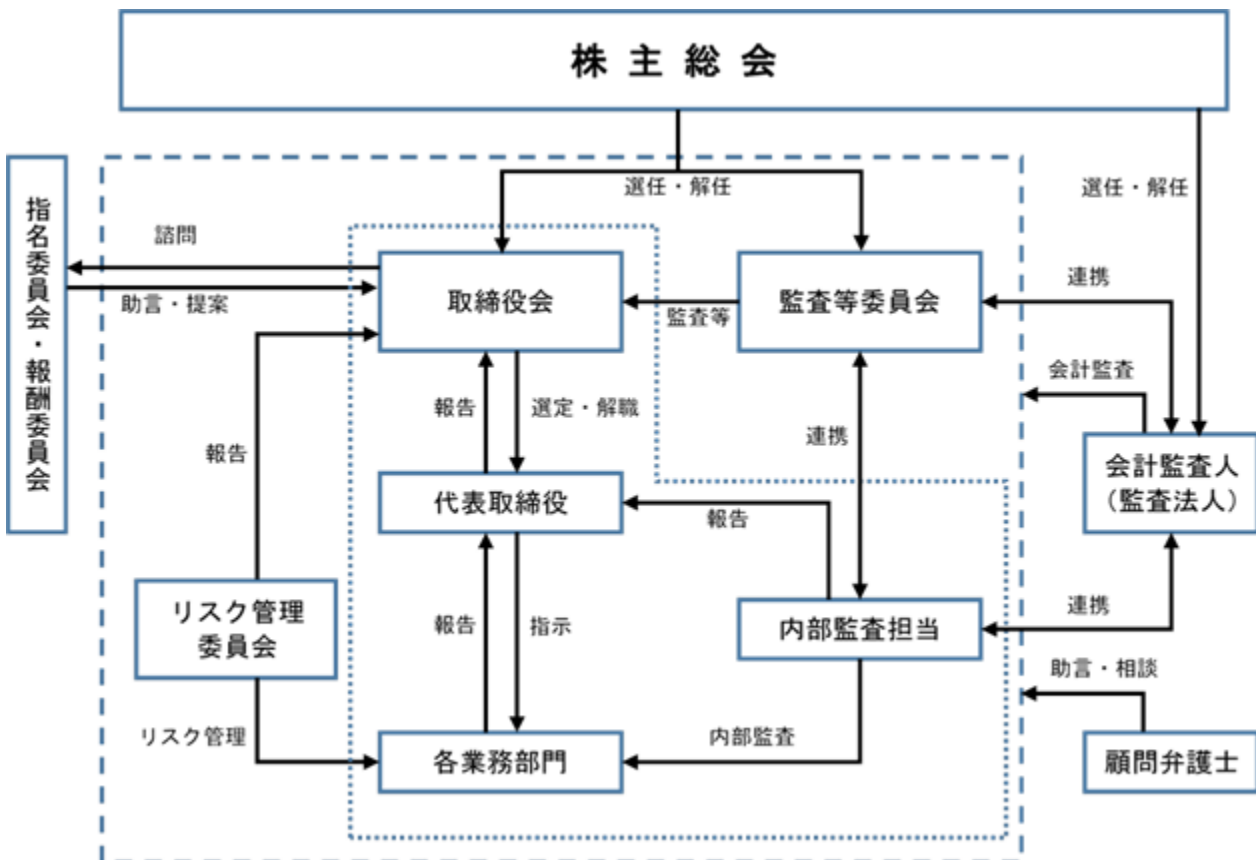 株主総会
選任・解任
選任・解任
指名委員会・報酬委員会
諮問
助言・提案
取締役会
監査等
監査等委員会
連携
会計監査
報告
選定・解職
連携
報告
代表取締役
報告
会計監査人
（監査法人）
リスク管理
委員会
報告
指示
内部監査担当
連携
助言・相談
リスク管理
各業務部門
内部監査
顧問弁護士